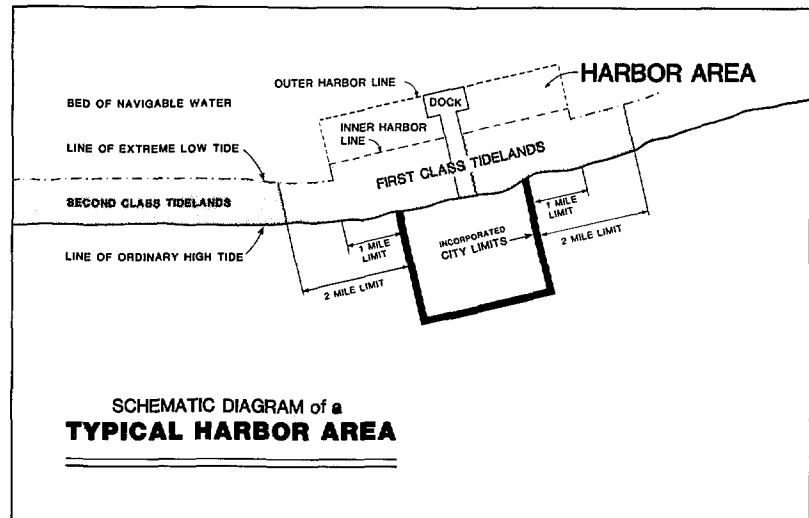 OUTER HARBOR LINE
HARBOR AREA
BED OF NAVIGABLE WATER
DOCK
INNER HARBOR
LINE
LINE OF EXTREME LOW TIDE
FIRST CLASS TIDELANDS
SECOND CLASS TIDELANDS
1 MILE
LIMIT
1 MILE
LIMIT
INCORPORATED
CITY LIMITS
LINE OF ORDINARY HIGH TIDE
2 MILE LIMIT
2 MILE LIMIT
SCHEMATIC DIAGRAM of a
TYPICAL HARBOR AREA